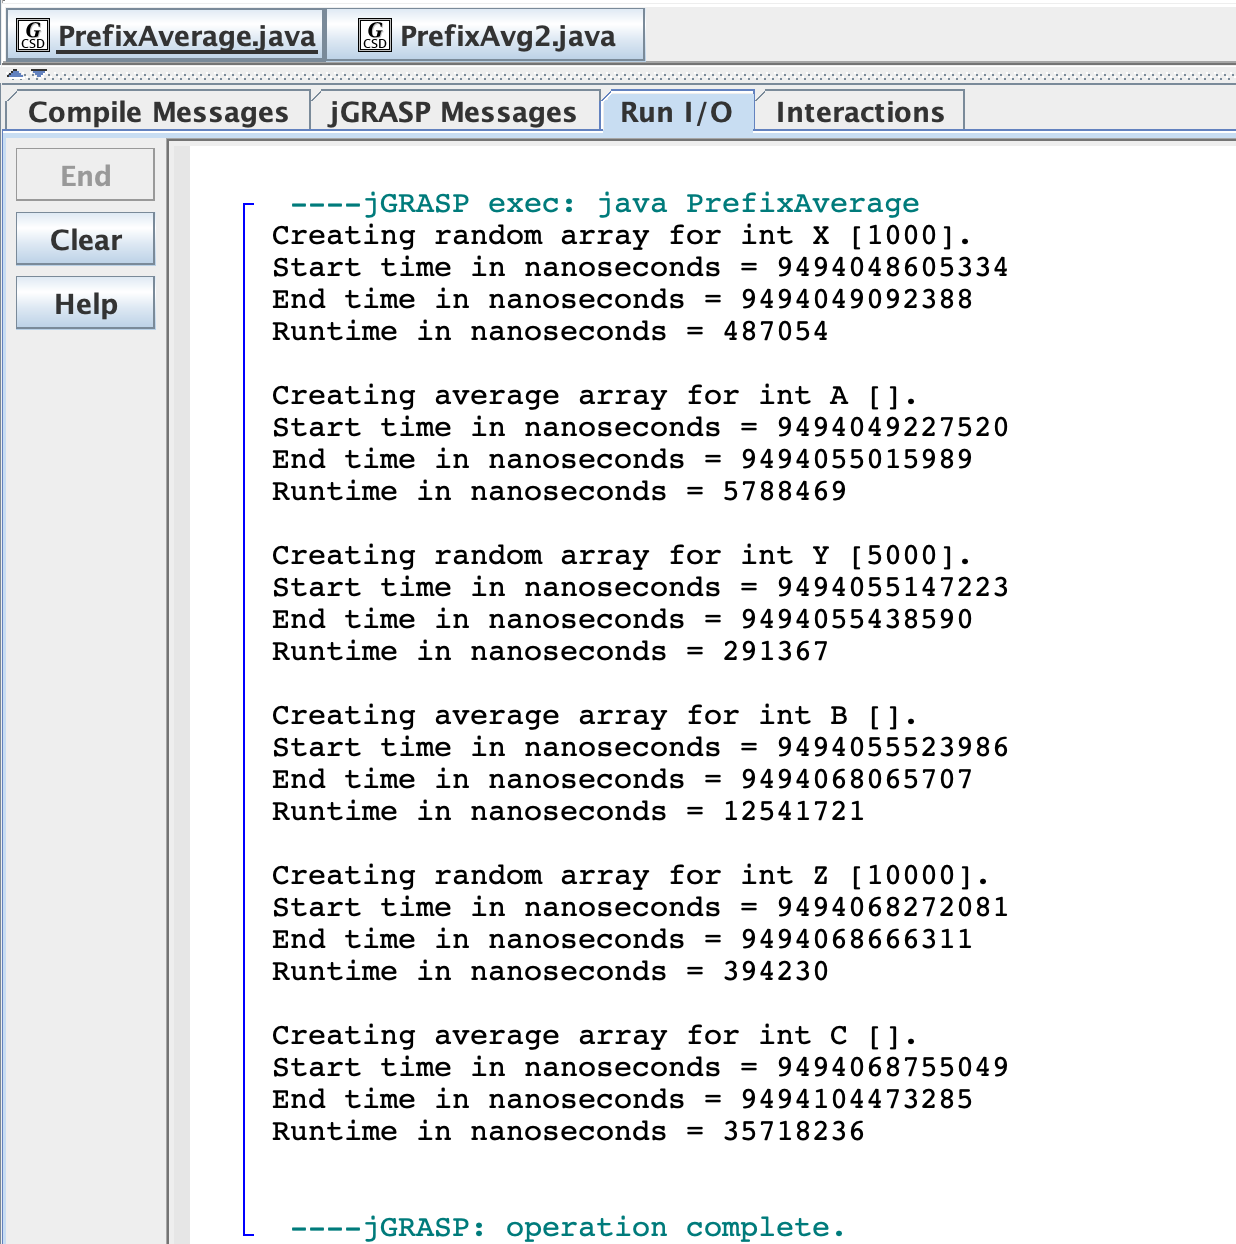 G CSD PrefixAverage.java G CSD PrefixAvg2.java
Compile Messages jGRASP Messages Run I/O Interactions
End
Clear
Help
----jGRASP exec: java PrefixAverage
Creating random array for int X [1000].
Start time in nanoseconds = 9494048605334
End time in nanoseconds = 9494049092388
Runtime in nanoseconds = 487054
Creating average array for int A [].
Start time in nanoseconds = 9494049227520
End time in nanoseconds = 9494055015989
Runtime in nanoseconds = 5788469
Creating random array for int Y [5000].
Start time in nanoseconds = 9494055147223
End time in nanoseconds = 9494055438590
Runtime in nanoseconds = 291367
Creating average array for int B [].
Start time in nanoseconds = 9494055523986
End time in nanoseconds = 9494068065707
Runtime in nanoseconds = 12541721
Creating random array for int Z [10000].
Start time in nanoseconds = 9494068272081
End time in nanoseconds = 9494068666311
Runtime in nanoseconds = 394230
Creating average array for int C [].
Start time in nanoseconds = 9494068755049
End time in nanoseconds = 9494104473285
Runtime in nanoseconds = 35718236
----jGRASP: operation complete.